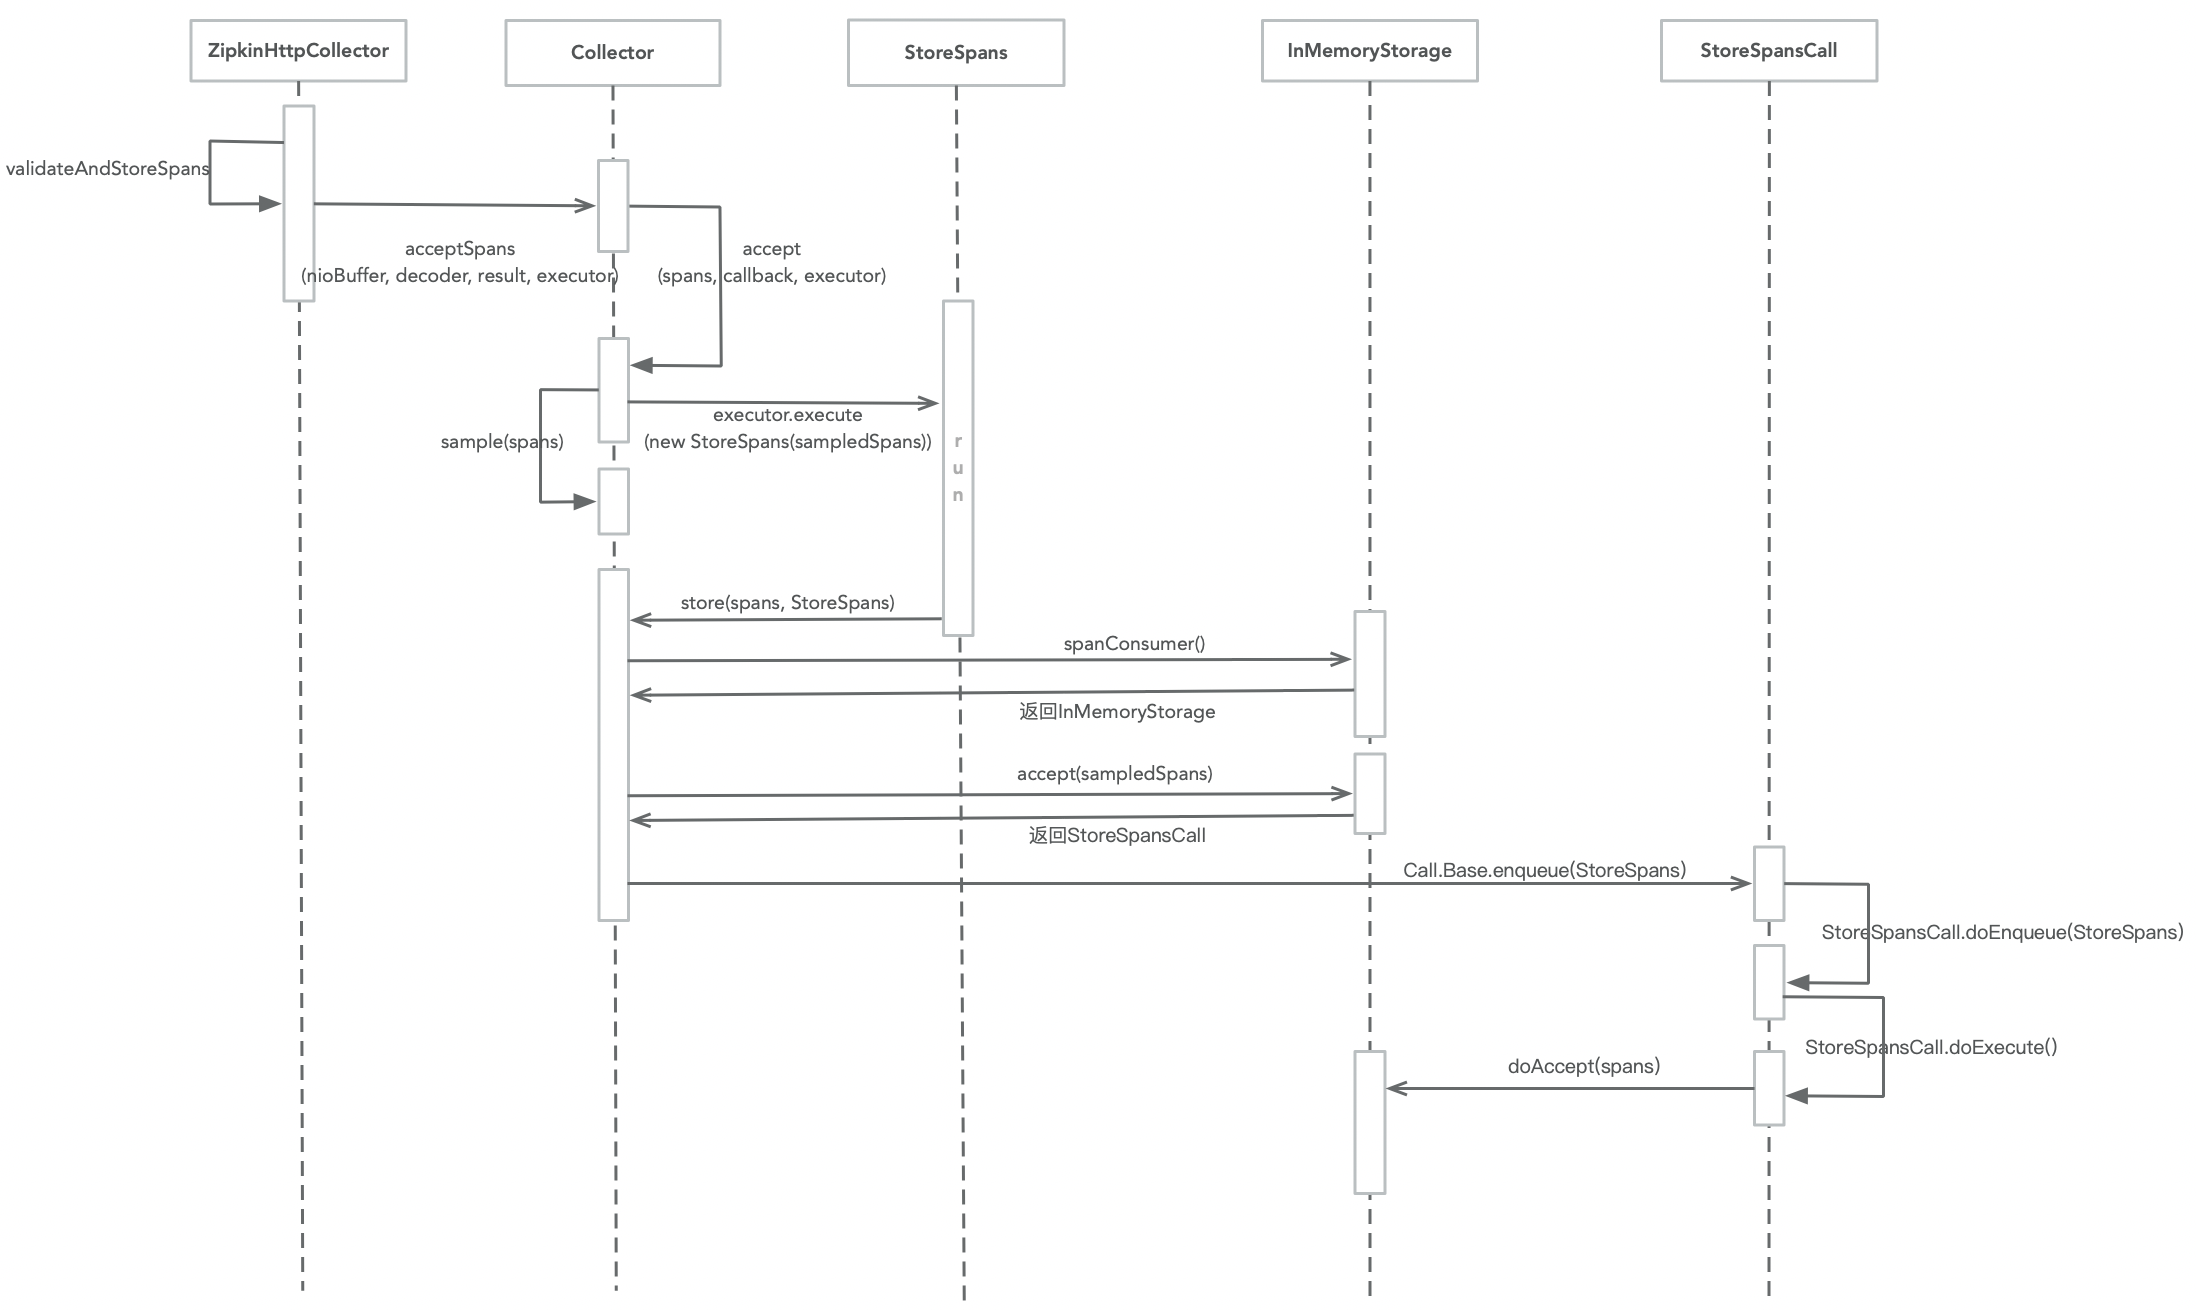 ZipkinHttpCollector
Collector
StoreSpans
InMemoryStorage
StoreSpansCall
validateAndStoreSpans
acceptSpans
(nioBuffer, decoder, result, executor)
accept
(spans, callback, executor)
executor.execute
(new StoreSpans(sampledSpans))
sample(spans)
r
u
n
store(spans, StoreSpans)
spanConsumer()
返回InMemoryStorage
accept(sampledSpans)
返回StoreSpansCall
Call.Base.enqueue(StoreSpans)
StoreSpansCall.doEnqueue(StoreSpans)
StoreSpansCall.doExecute()
doAccept(spans)